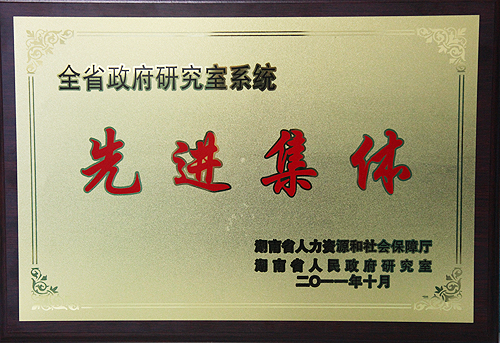 全省政府研究室系统
先进集体
湖南省人力资源和社会保障厅
湖南省人民政府研究室
二〇一一年十月